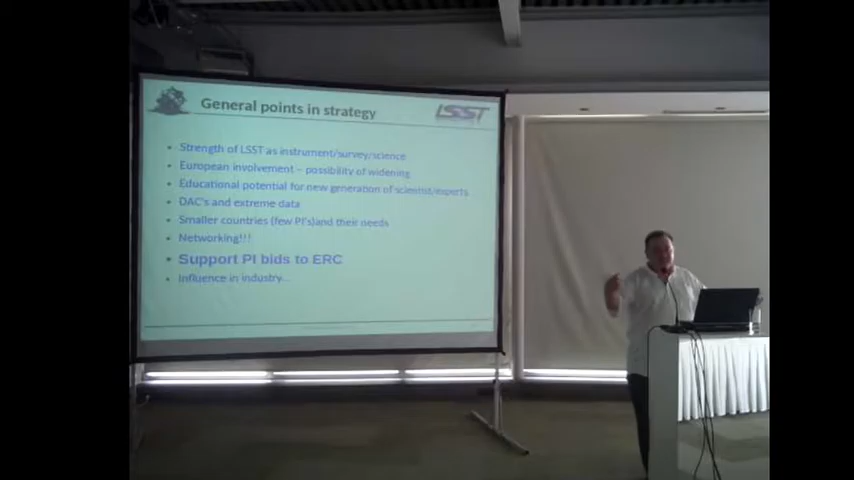 General points in strategy
LSST
• Strength of LSST as instrument/survey/science
• European involvement – possibility of widening
• Educational potential for new generation of scientist/experts
• DAC's and extreme data
• Smaller countries (few PI's)and their needs
• Networking!!!
• Support PI bids to ERC
• Influence in industry...